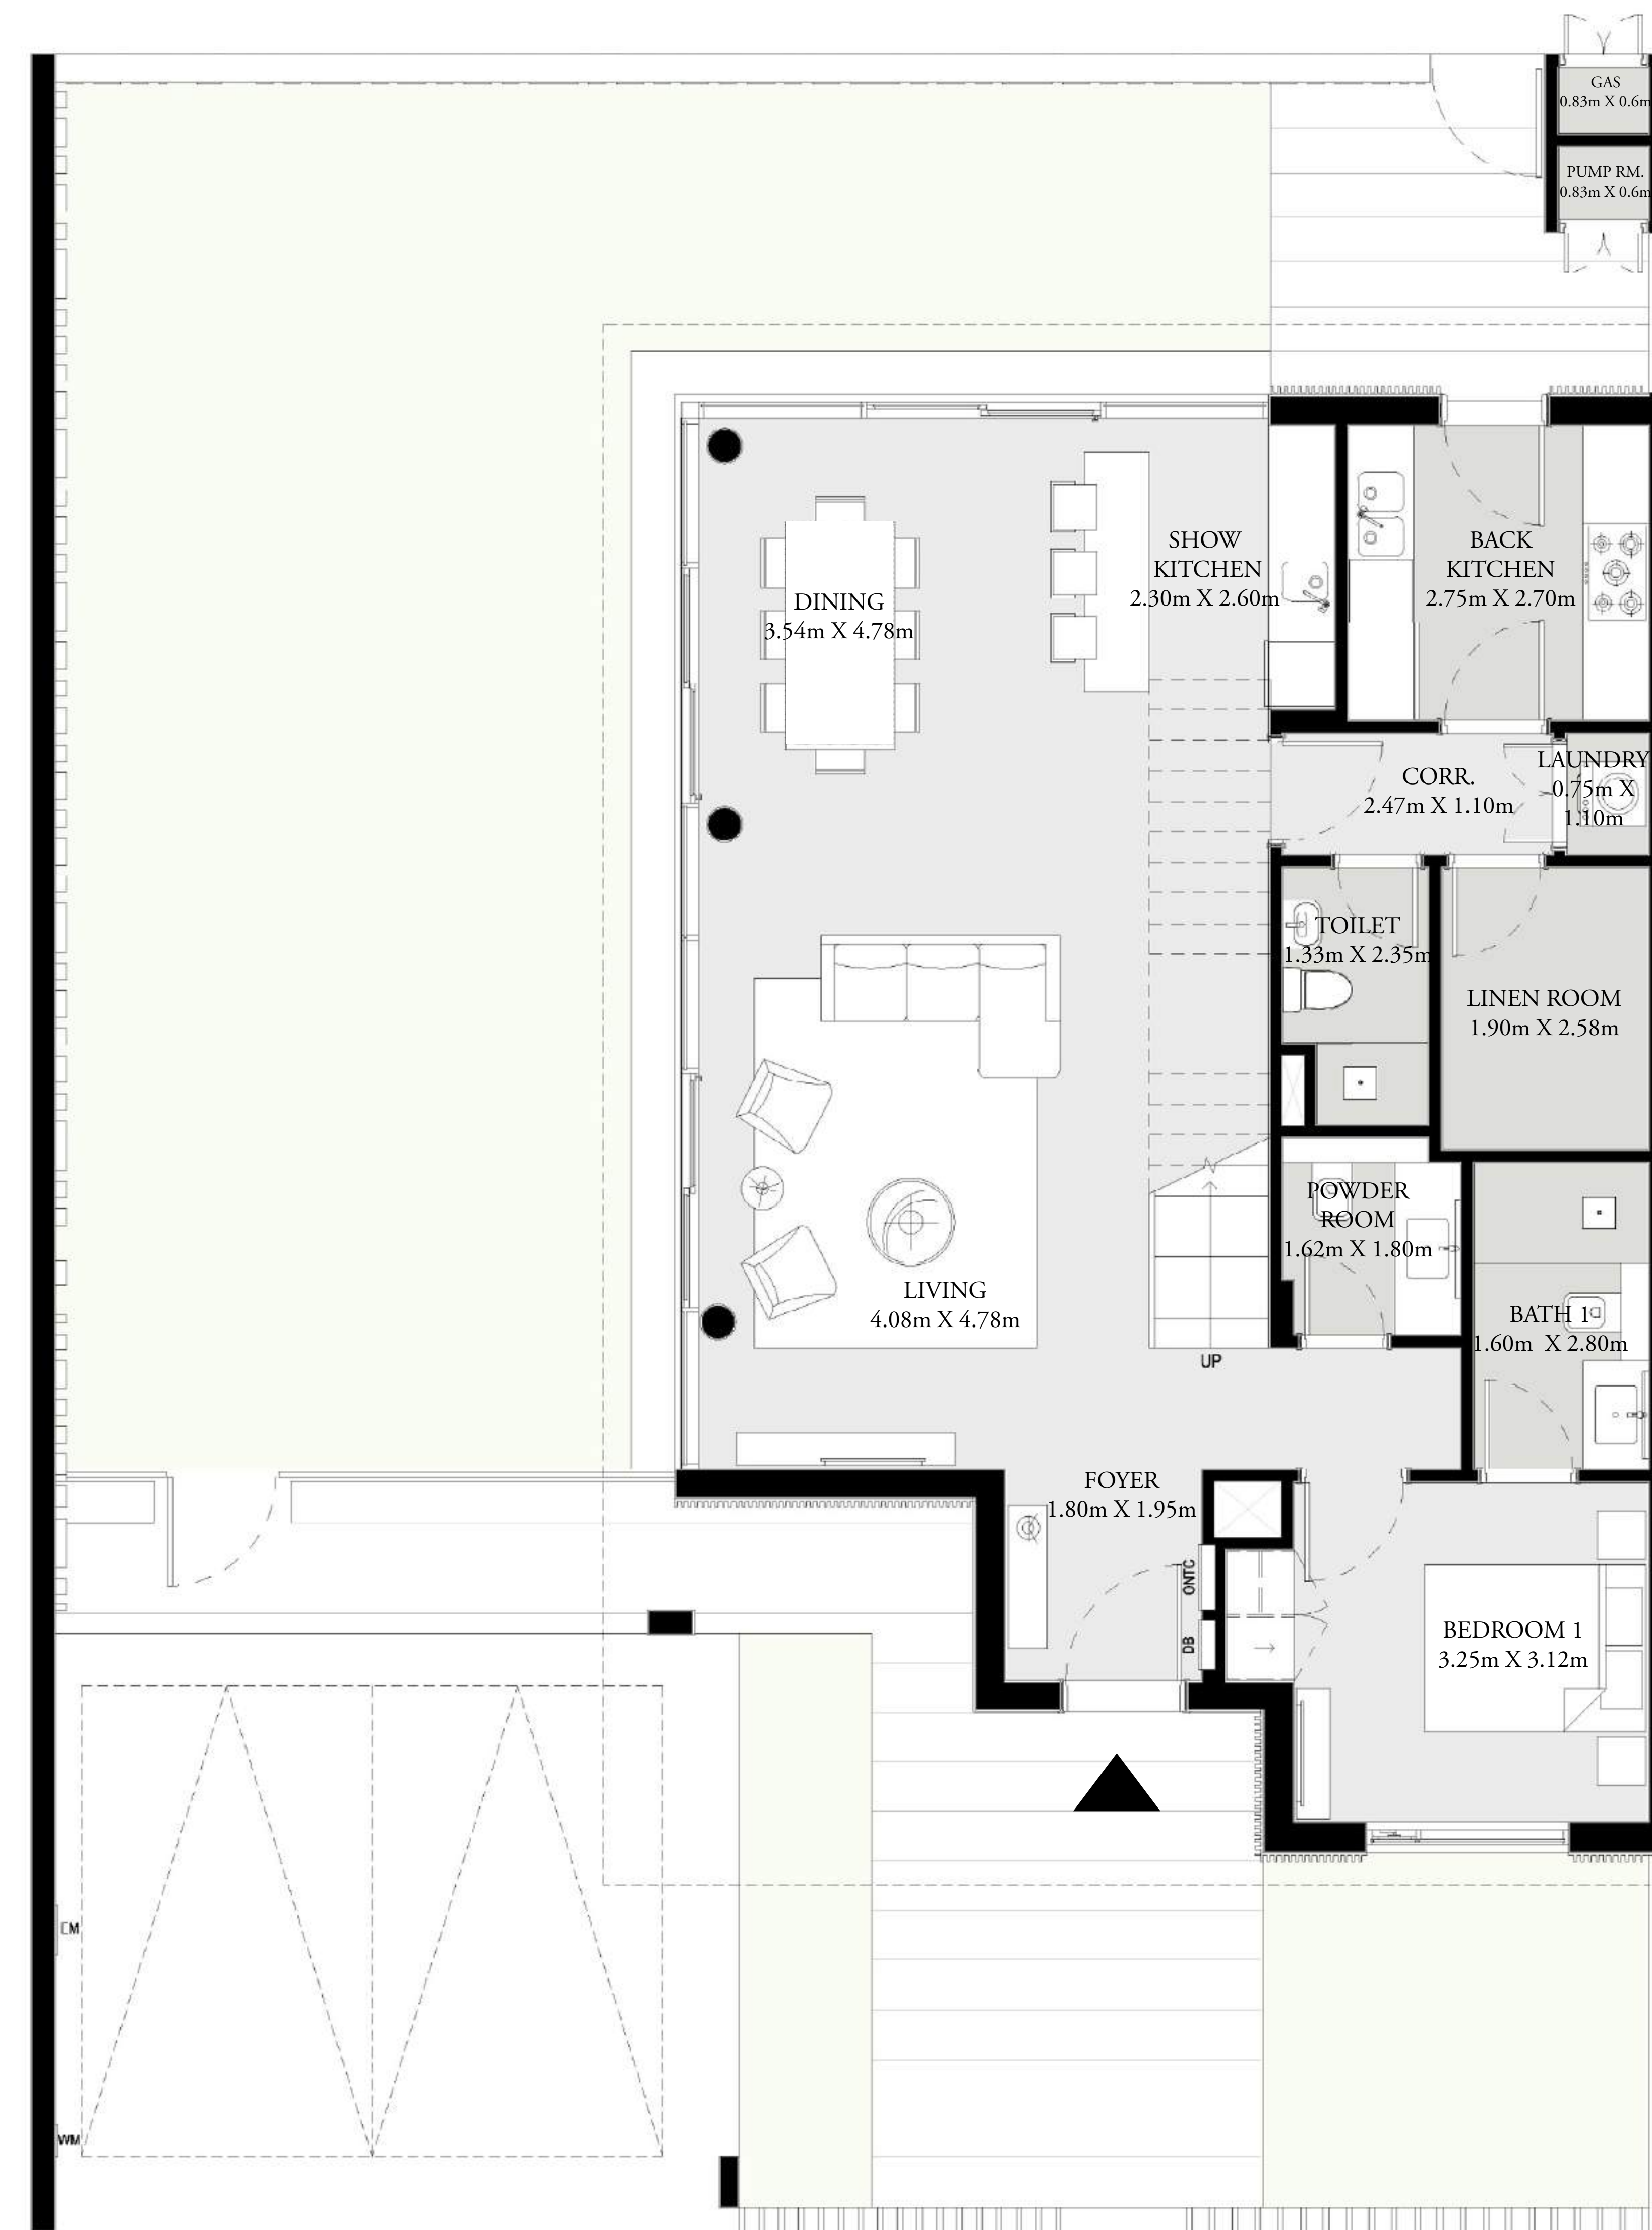 GAS
0.83m X 0.6m
PUMP RM.
0.83m X 0.6m
SHOW
KITCHEN
2.30m X 2.60m
BACK
KITCHEN
2.75m X 2.70m
DINING
3.54m X 4.78m
CORR.
2.47m X 1.10m
LAUNDRY
0.75m X
1.10m
TOILET
1.33m X 2.35m
LINEN ROOM
1.90m X 2.58m
POWDER
ROOM
1.62m X 1.80m
LIVING
4.08m X 4.78m
BATH 1
1.60m X 2.80m
UP
FOYER
1.80m X 1.95m
ONTC
DB
BEDROOM 1
3.25m X 3.12m
WM